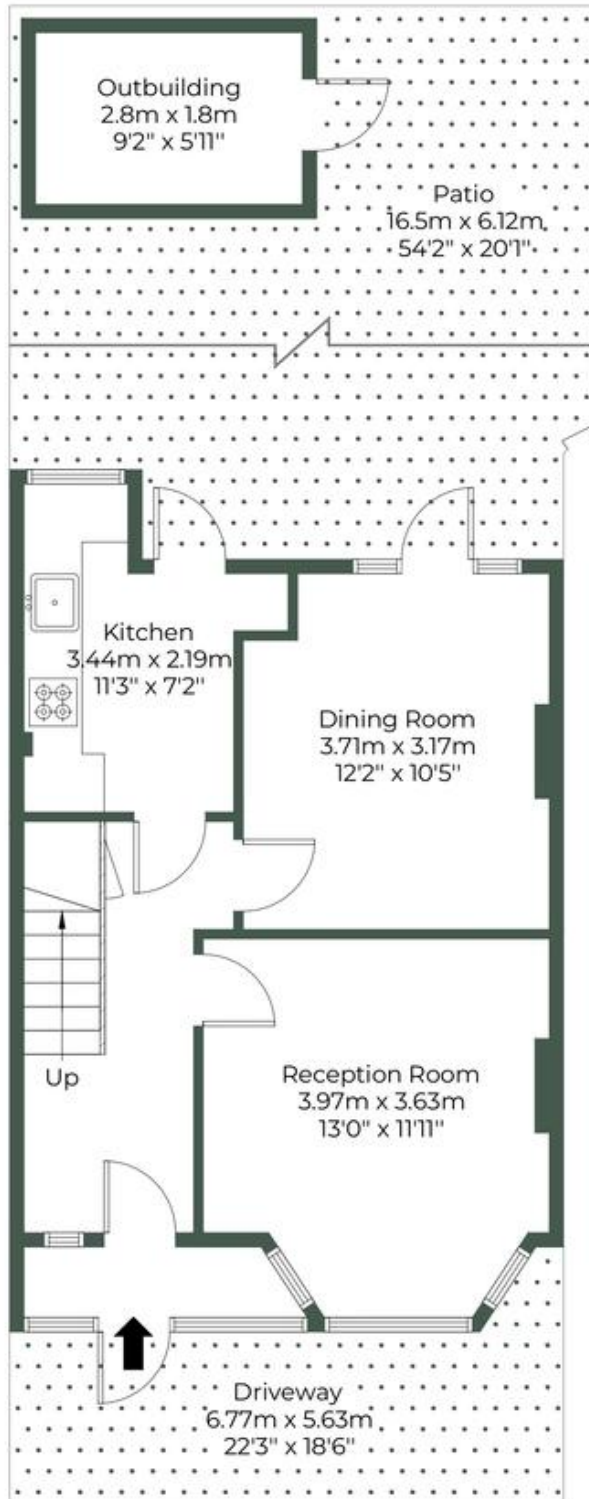 Outbuilding
2.8m x 1.8m
9'2" x 5'11"
Patio
16.5m x 6.12m
54'2" x 20'1"
Kitchen
3.44m x 2.19m
11'3" x 7'2"
Dining Room
3.71m x 3.17m
12'2" x 10'5"
Up
Reception Room
3.97m x 3.63m
13'0" x 11'11"
Driveway
6.77m x 5.63m
22'3" x 18'6"